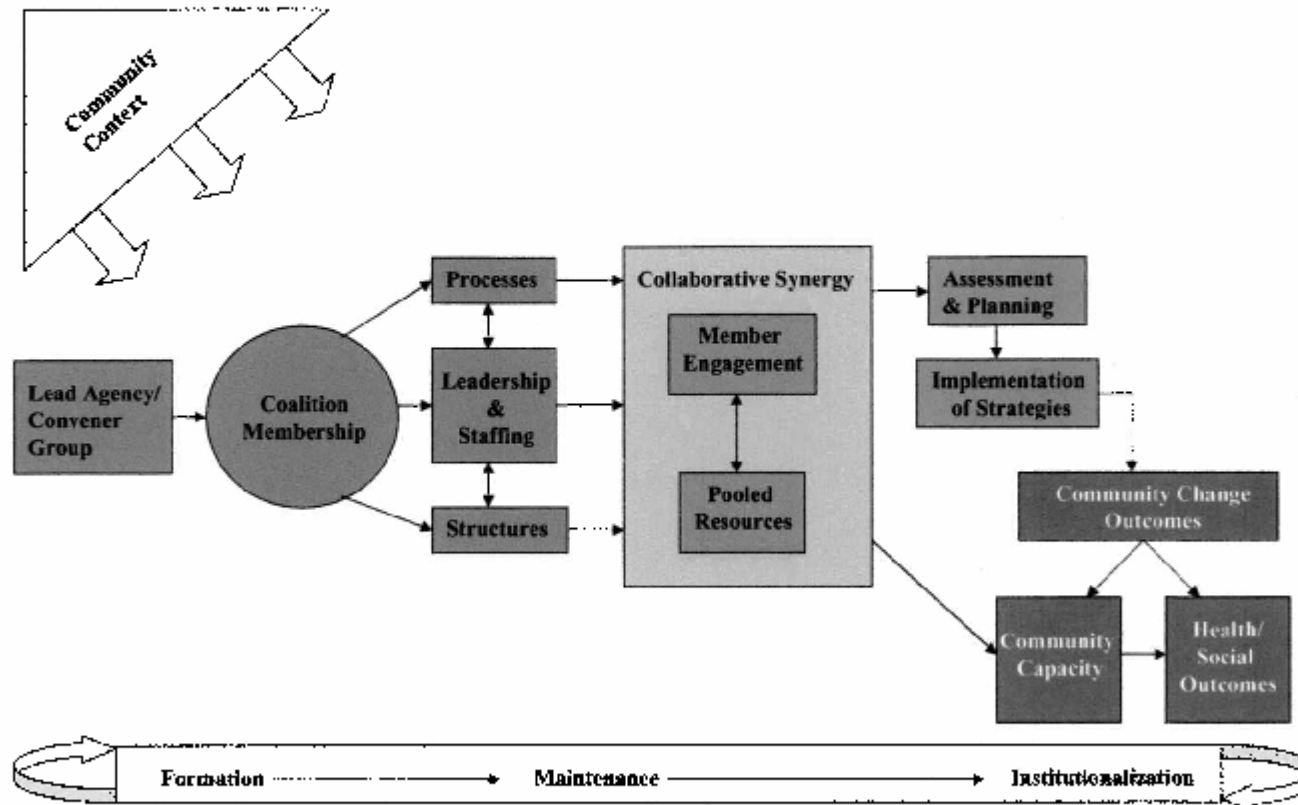 Community
Context
Processes
Collaborative Synergy
Assessment
& Planning
Member
Engagement
Lead Agency/
Convener
Group
Coalition
Membership
Leadership
&
Staffing
Implementation
of Strategies
Pooled
Resources
Structures
Community Change
Outcomes
Community
Capacity
Health/
Social
Outcomes
Formation
Maintenance
Institutionalization